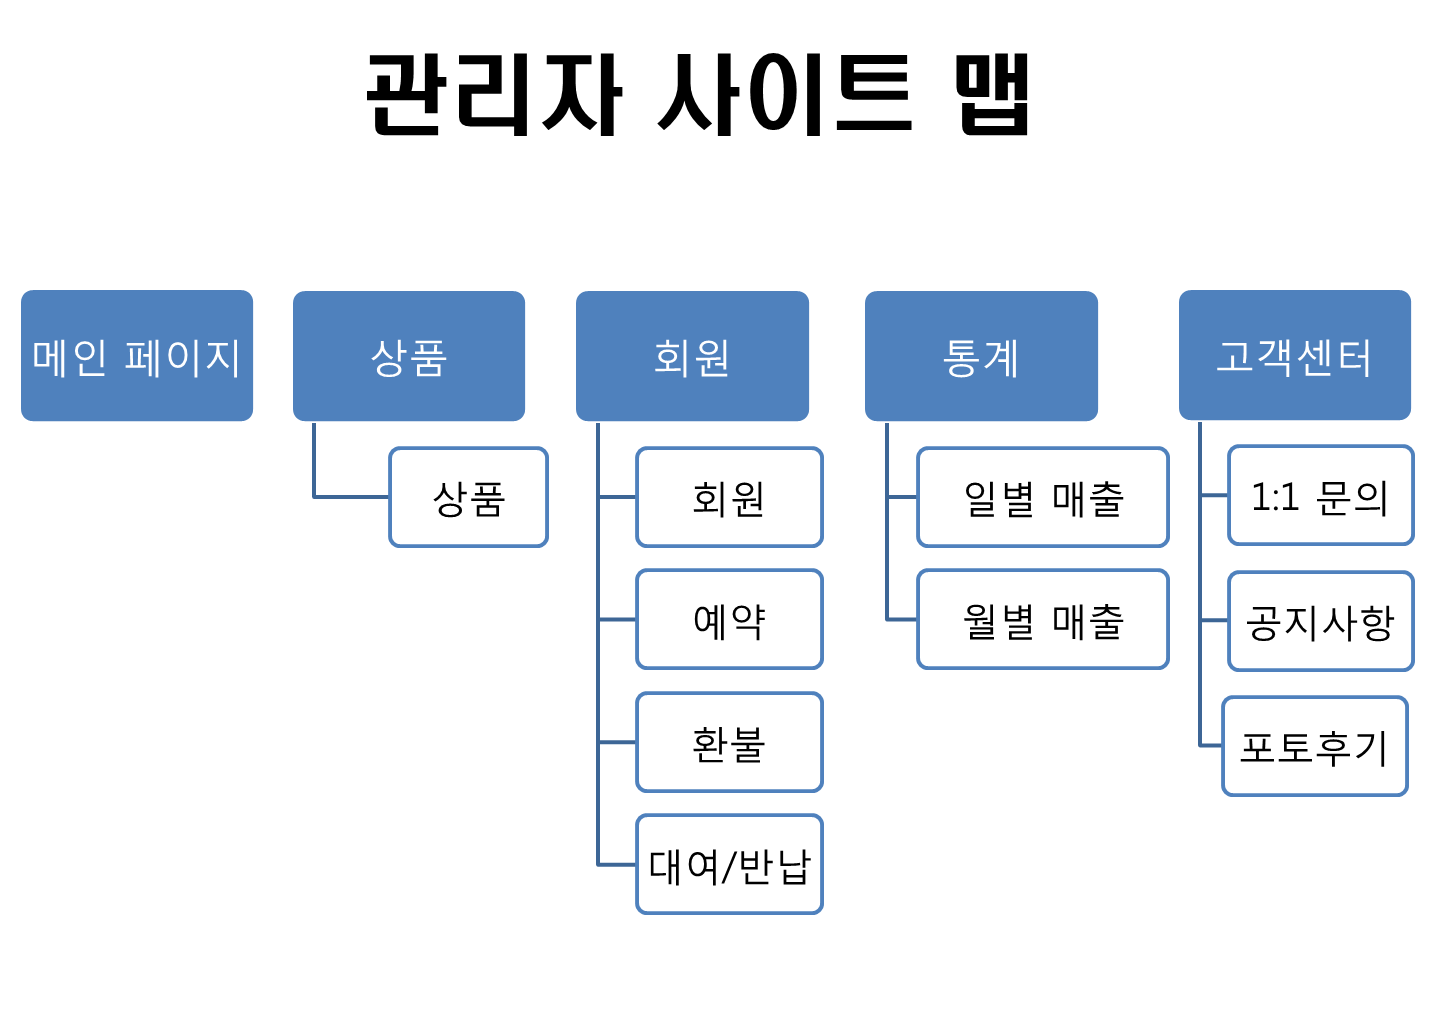 관리자 사이트 맵
메인 페이지
상품
상품
회원
회원
예약
환불
대여/반납
통계
일별 매출
월별 매출
고객센터
1:1 문의
공지사항
포토후기